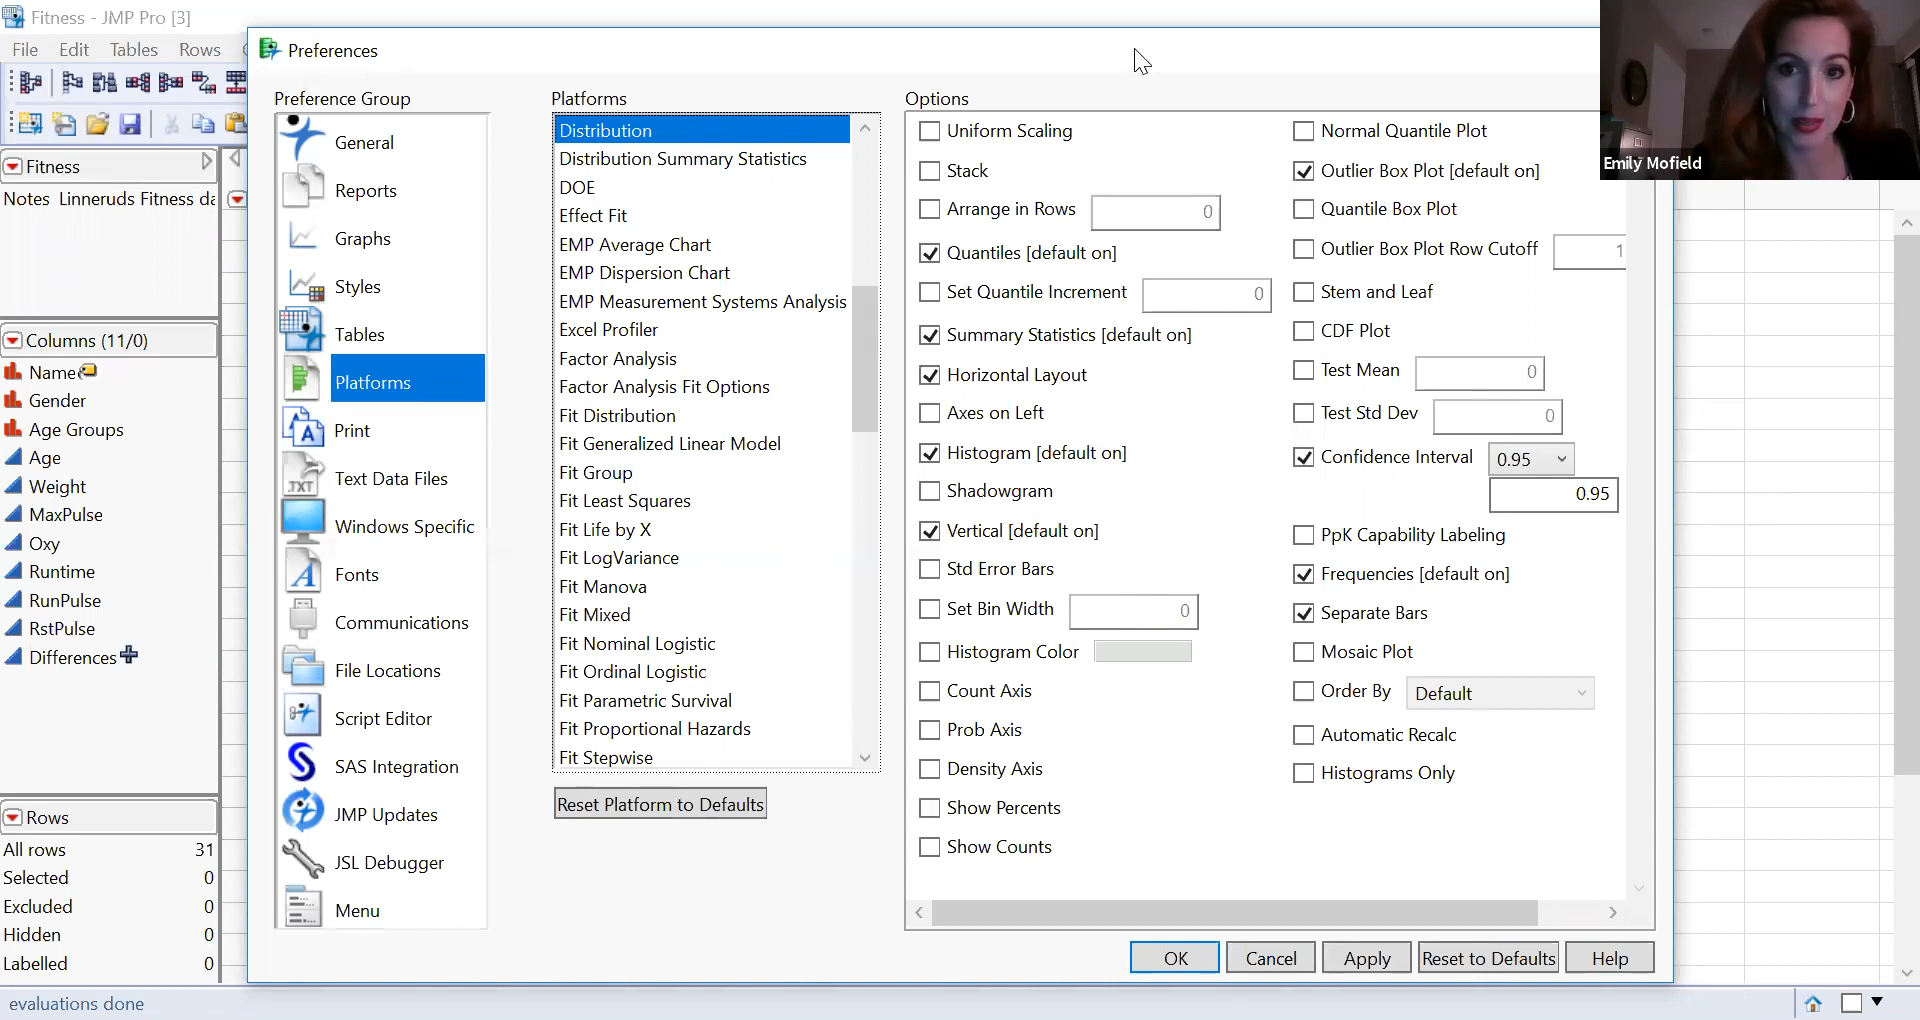 Fitness - JMP Pro [3]
File Edit Tables Rows
Preferences
Emily Mofield
Fitness
Notes Linneruds Fitness da
Columns (11/0)
Name
Gender
Age Groups
Age
Weight
MaxPulse
Oxy
Runtime
RunPulse
RstPulse
Differences
Rows
All rows 31
Selected 0
Excluded 0
Hidden 0
Labelled 0
evaluations done
Preference Group
General
Reports
Graphs
Styles
Tables
Platforms
Print
.TXT
Text Data Files
Windows Specific
A
Fonts
Communications
File Locations
Script Editor
SAS Integration
JMP Updates
JSL Debugger
Menu
Platforms
Distribution
Distribution Summary Statistics
DOE
Effect Fit
EMP Average Chart
EMP Dispersion Chart
EMP Measurement Systems Analysis
Excel Profiler
Factor Analysis
Factor Analysis Fit Options
Fit Distribution
Fit Generalized Linear Model
Fit Group
Fit Least Squares
Fit Life by X
Fit LogVariance
Fit Manova
Fit Mixed
Fit Nominal Logistic
Fit Ordinal Logistic
Fit Parametric Survival
Fit Proportional Hazards
Fit Stepwise
Reset Platform to Defaults
Options
Uniform Scaling
Stack
Arrange in Rows 0
Quantiles [default on]
Set Quantile Increment 0
Summary Statistics [default on]
Horizontal Layout
Axes on Left
Histogram [default on]
Shadowgram
Vertical [default on]
Std Error Bars
Set Bin Width 0
Histogram Color
Count Axis
Prob Axis
Density Axis
Show Percents
Show Counts
Normal Quantile Plot
Outlier Box Plot [default on]
Quantile Box Plot
Outlier Box Plot Row Cutoff 1
Stem and Leaf
CDF Plot
Test Mean 0
Test Std Dev 0
Confidence Interval 0.95
0.95
PpK Capability Labeling
Frequencies [default on]
Separate Bars
Mosaic Plot
Order By Default
Automatic Recalc
Histograms Only
OK Cancel Apply Reset to Defaults Help